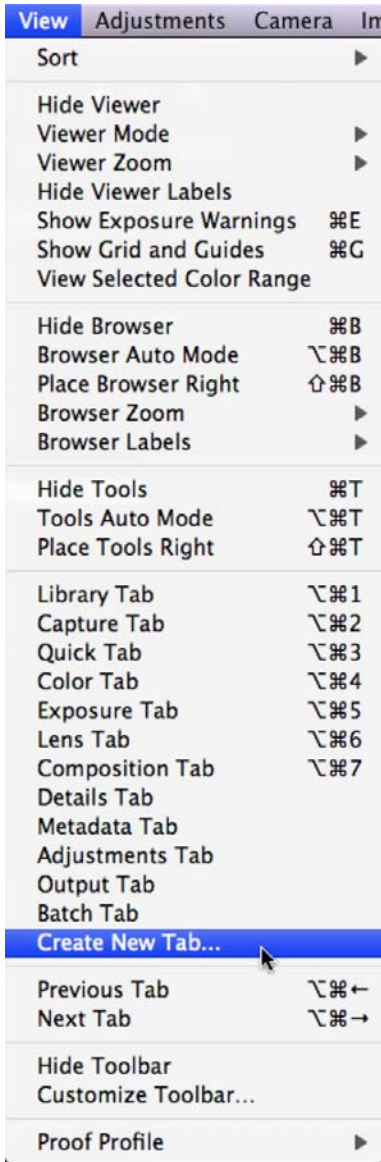 View Adjustments Camera Im
Sort ▶
Hide Viewer
Viewer Mode ▶
Viewer Zoom ▶
Hide Viewer Labels
Show Exposure Warnings ⌘E
Show Grid and Guides ⌘G
View Selected Color Range
Hide Browser ⌘B
Browser Auto Mode ⌥⌘B
Place Browser Right ⇧⌘B
Browser Zoom ▶
Browser Labels ▶
Hide Tools ⌘T
Tools Auto Mode ⌥⌘T
Place Tools Right ⇧⌘T
Library Tab ⌥⌘1
Capture Tab ⌥⌘2
Quick Tab ⌥⌘3
Color Tab ⌥⌘4
Exposure Tab ⌥⌘5
Lens Tab ⌥⌘6
Composition Tab ⌥⌘7
Details Tab
Metadata Tab
Adjustments Tab
Output Tab
Batch Tab
Create New Tab...
Previous Tab ⌥⌘←
Next Tab ⌥⌘→
Hide Toolbar
Customize Toolbar...
Proof Profile ▶